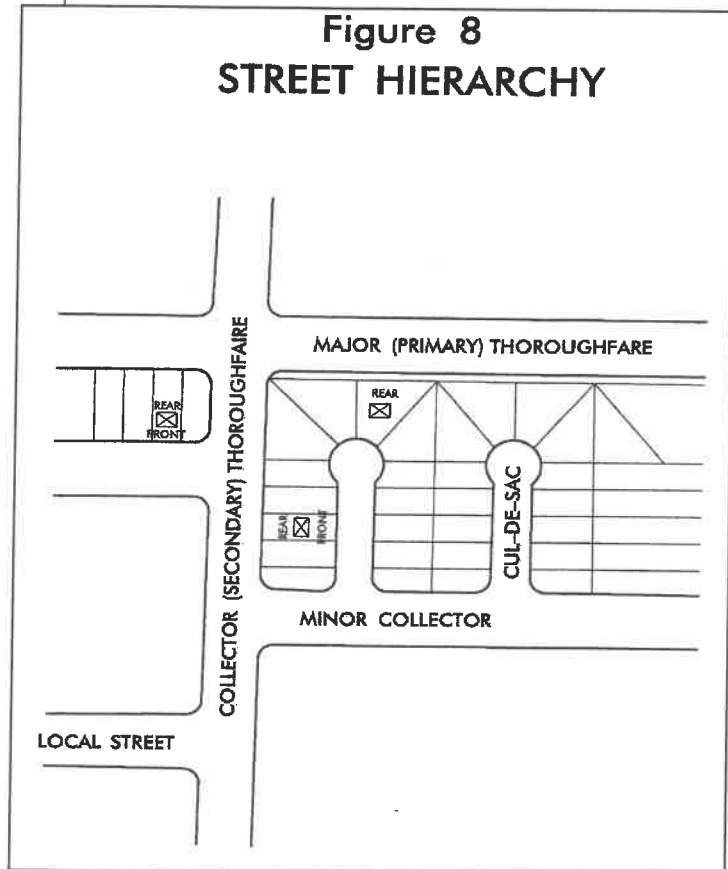 Figure 8
STREET HIERARCHY
MAJOR (PRIMARY) THOROUGHFARE
COLLECTOR (SECONDARY) THOROUGHFAIRE
REAR
FRONT
REAR
REAR
FRONT
CUL-DE-SAC
MINOR COLLECTOR
LOCAL STREET